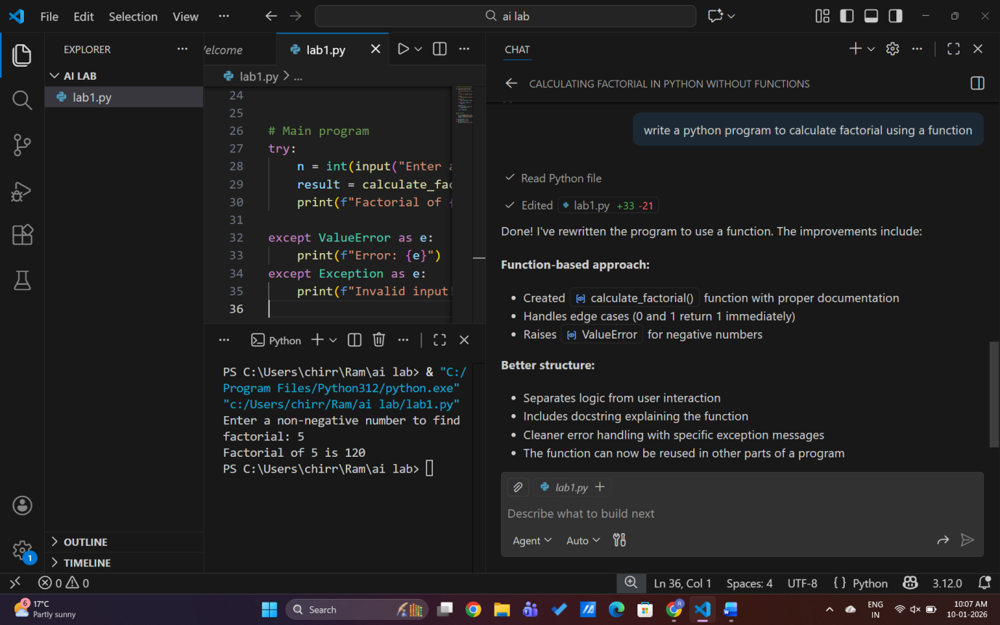 File Edit Selection View ···
ai lab
EXPLORER ···
AI LAB
lab1.py
OUTLINE
TIMELINE
Welcome
lab1.py
lab1.py > ...
24
25
26 # Main program
27 try:
28 n = int(input("Enter a
29 result = calculate_fac
30 print(f"Factorial of {
31
32 except ValueError as e:
33 print(f"Error: {e}")
34 except Exception as e:
35 print(f"Invalid input!
36
Python
PS C:\Users\chirr\Ram\ai lab> & "C:/
Program Files/Python312/python.exe"
"c:/Users/chirr/Ram/ai lab/lab1.py"
Enter a non-negative number to find
factorial: 5
Factorial of 5 is 120
PS C:\Users\chirr\Ram\ai lab>
CHAT
CALCULATING FACTORIAL IN PYTHON WITHOUT FUNCTIONS
write a python program to calculate factorial using a function
Read Python file
Edited lab1.py +33 -21
Done! I've rewritten the program to use a function. The improvements include:
Function-based approach:
• Created calculate_factorial() function with proper documentation
• Handles edge cases (0 and 1 return 1 immediately)
• Raises ValueError for negative numbers
Better structure:
• Separates logic from user interaction
• Includes docstring explaining the function
• Cleaner error handling with specific exception messages
• The function can now be reused in other parts of a program
lab1.py
Describe what to build next
Agent Auto
1
0 0
Ln 36, Col 1 Spaces: 4 UTF-8 {} Python 3.12.0
6
17°C
Partly sunny
Search
ENG
IN
10:07 AM
10-01-2026